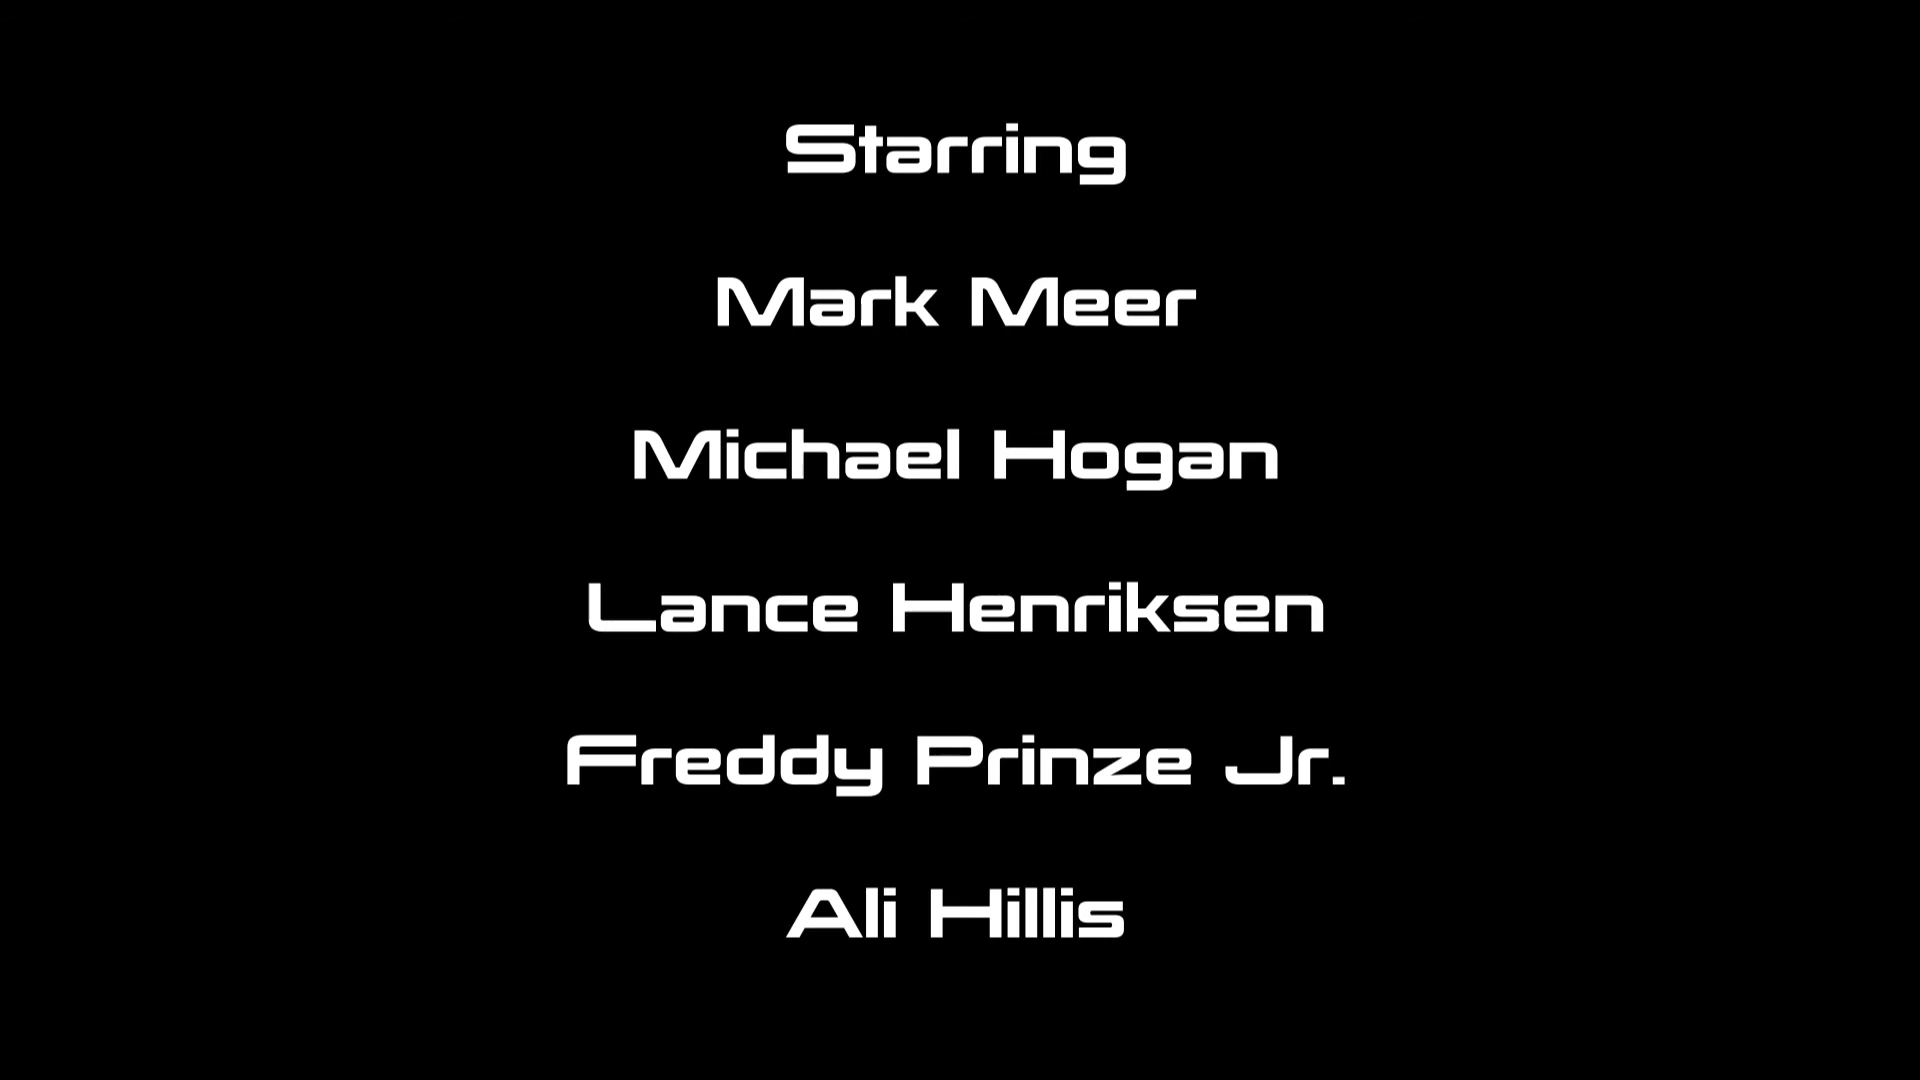 Starring
Mark Meer
Michael Hogan
Lance Henriksen
Freddy Prinze Jr.
Ali Hillis